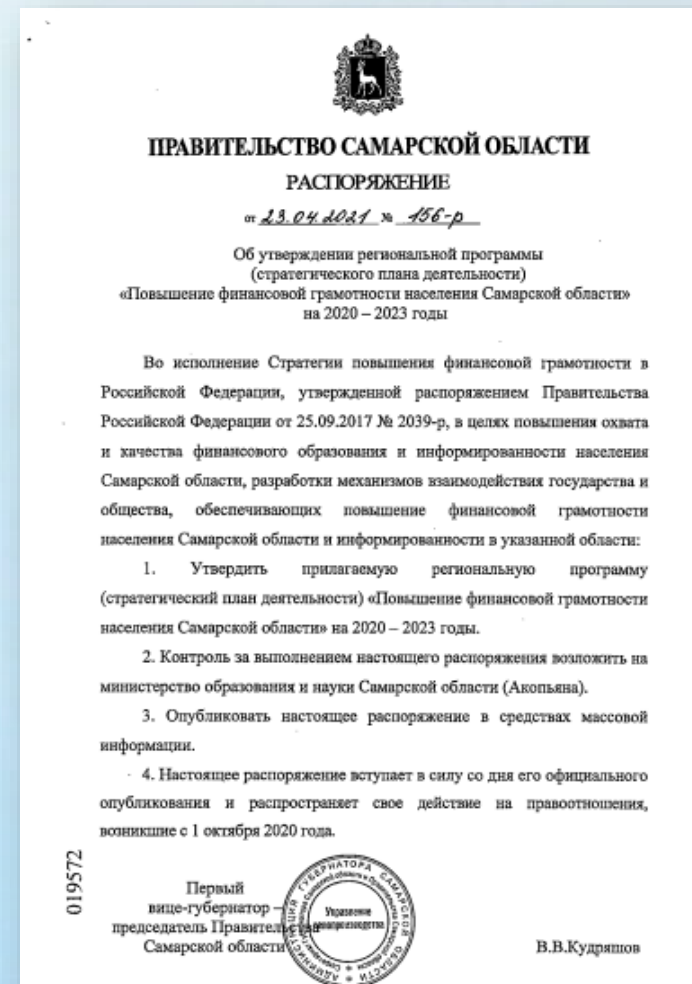 ПРАВИТЕЛЬСТВО САМАРСКОЙ ОБЛАСТИ
РАСПОРЯЖЕНИЕ
от 23.04.2021 № 156-р
Об утверждении региональной программы
(стратегического плана деятельности)
«Повышение финансовой грамотности населения Самарской области»
на 2020 – 2023 годы
Во исполнение Стратегии повышения финансовой грамотности в
Российской Федерации, утвержденной распоряжением Правительства
Российской Федерации от 25.09.2017 № 2039-р, в целях повышения охвата
и качества финансового образования и информированности населения
Самарской области, разработки механизмов взаимодействия государства и
общества, обеспечивающих повышение финансовой грамотности
населения Самарской области и информированности в указанной области:
1. Утвердить прилагаемую региональную программу
(стратегический план деятельности) «Повышение финансовой грамотности
населения Самарской области» на 2020 – 2023 годы.
2. Контроль за выполнением настоящего распоряжения возложить на
министерство образования и науки Самарской области (Акопьяна).
3. Опубликовать настоящее распоряжение в средствах массовой
информации.
4. Настоящее распоряжение вступает в силу со дня его официального
опубликования и распространяет свое действие на правоотношения,
возникшие с 1 октября 2020 года.
019572
Первый
вице-губернатор –
председатель Правительства
Самарской области
АДМИНИСТРАЦИЯ ГУБЕРНАТОРА САМАРСКОЙ ОБЛАСТИ
Управление
делопроизводства
В.В.Кудряшов